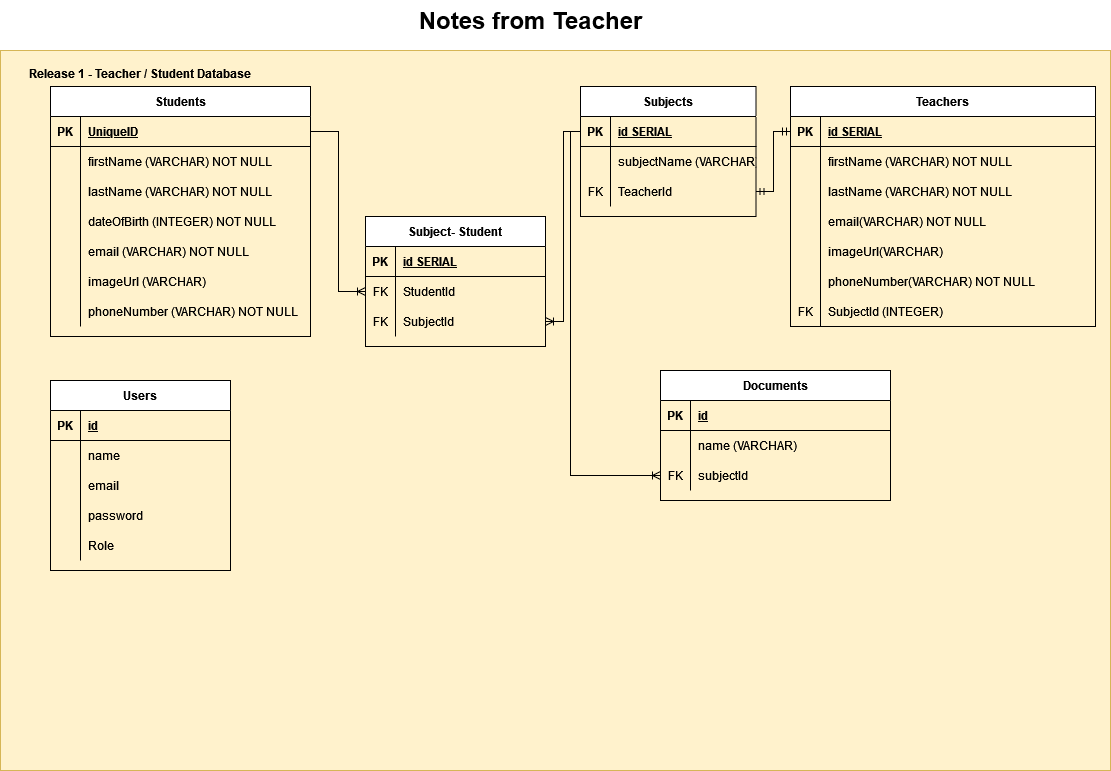 Notes from Teacher
Release 1 - Teacher / Student Database
Students
PK UniqueID
firstName (VARCHAR) NOT NULL
lastName (VARCHAR) NOT NULL
dateOfBirth (INTEGER) NOT NULL
email (VARCHAR) NOT NULL
imageUrl (VARCHAR)
phoneNumber (VARCHAR) NOT NULL
Subject- Student
PK id SERIAL
FK StudentId
FK SubjectId
Subjects
PK id SERIAL
subjectName (VARCHAR
FK TeacherId
Teachers
PK id SERIAL
firstName (VARCHAR) NOT NULL
lastName (VARCHAR) NOT NULL
email(VARCHAR) NOT NULL
imageUrl(VARCHAR)
phoneNumber(VARCHAR) NOT NULL
FK SubjectId (INTEGER)
Users
PK id
name
email
password
Role
Documents
PK id
name (VARCHAR)
FK subjectId